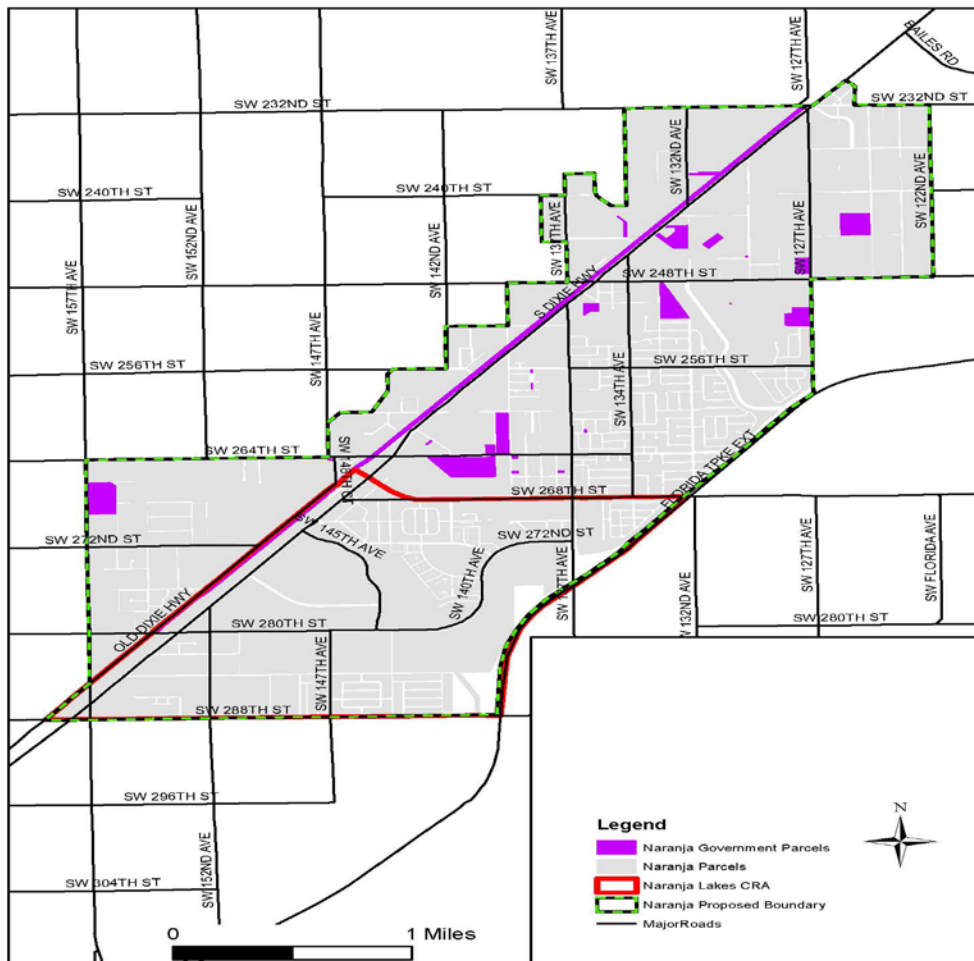 BAILES RD
SW 137TH AVE
SW 127TH AVE
SW 232ND ST
SW 232ND ST
SW 132ND AVE
SW 122ND AVE
SW 240TH ST
SW 240TH ST
SW 152ND AVE
SW 142ND AVE
SW 137TH AVE
SW 127TH AVE
SW 157TH AVE
S DIXIE HWY
SW 248TH ST
SW 147TH AVE
SW 256TH ST
SW 256TH ST
SW 134TH AVE
SW 264TH ST
SW 148TH CT
FLORIDA TPKE EXT
SW 268TH ST
SW 272ND ST
SW 145TH AVE
SW 272ND ST
SW 140TH AVE
SW 127TH AVE
SW FLORIDA AVE
OLD DIXIE HWY
SW 137TH AVE
SW 132ND AVE
SW 280TH ST
SW 280TH ST
SW 147TH AVE
SW 288TH ST
SW 296TH ST
SW 152ND AVE
SW 304TH ST
N
Legend
Naranja Government Parcels
Naranja Parcels
Naranja Lakes CRA
Naranja Proposed Boundary
MajorRoads
0 1 Miles